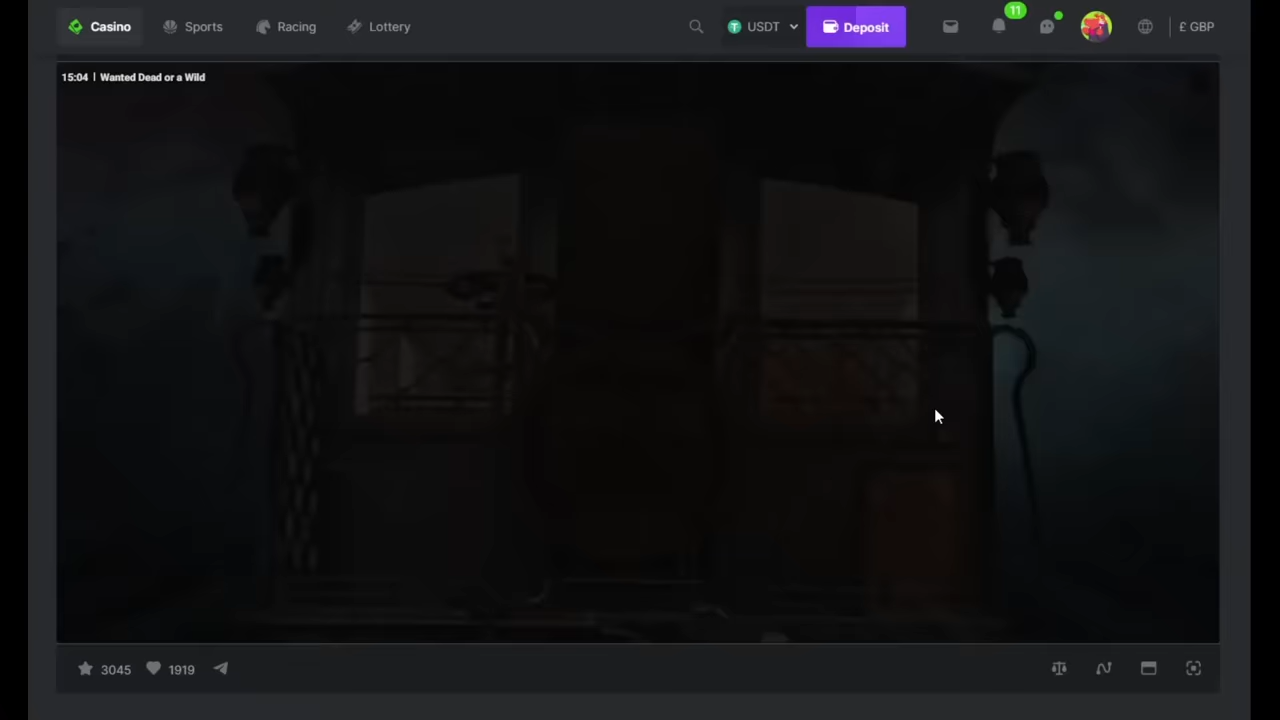 Casino
Sports
Racing
Lottery
USDT
Deposit
11
£ GBP
15:04 | Wanted Dead or a Wild
3045
1919